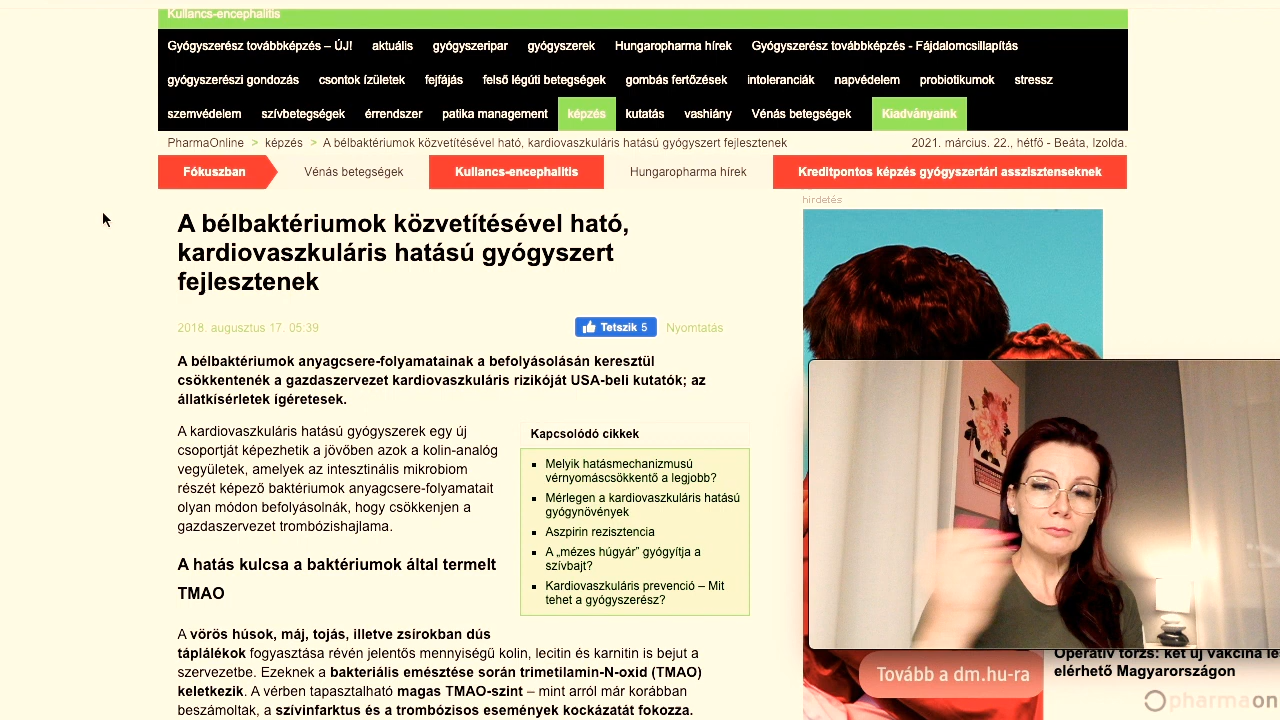 Kullancs-encephalitis
Gyógyszerész továbbképzés – ÚJ! aktuális gyógyszeripar gyógyszerek Hungaropharma hírek Gyógyszerész továbbképzés - Fájdalomcsillapítás
gyógyszerészi gondozás csontok ízületek fejfájás felső légúti betegségek gombás fertőzések intoleranciák napvédelem probiotikumok stressz
szemvédelem szívbetegségek érrendszer patika management képzés kutatás vashiány Vénás betegségek Kiadványaink
PharmaOnline > képzés > A bélbaktériumok közvetítésével ható, kardiovaszkuláris hatású gyógyszert fejlesztenek 2021. március. 22., hétfő - Beáta, Izolda.
Fókuszban Vénás betegségek Kullancs-encephalitis Hungaropharma hírek Kreditpontos képzés gyógyszertári asszisztenseknek
hirdetés
A bélbaktériumok közvetítésével ható,
kardiovaszkuláris hatású gyógyszert
fejlesztenek
2018. augusztus 17. 05:39 Tetszik 5 Nyomtatás
A bélbaktériumok anyagcsere-folyamatainak a befolyásolásán keresztül
csökkentenék a gazdaszervezet kardiovaszkuláris rizikóját USA-beli kutatók; az
állatkísérletek ígéretesek.
A kardiovaszkuláris hatású gyógyszerek egy új
csoportját képezhetik a jövőben azok a kolin-analóg
vegyületek, amelyek az intesztinális mikrobiom
részét képező baktériumok anyagcsere-folyamatait
olyan módon befolyásolnák, hogy csökkenjen a
gazdaszervezet trombózishajlama.
Kapcsolódó cikkek
Melyik hatásmechanizmusú
vérnyomáscsökkentő a legjobb?
Mérlegen a kardiovaszkuláris hatású
gyógynövények
Aszpirin rezisztencia
A „mézes húgyár” gyógyítja a
szívbajt?
Kardiovaszkuláris prevenció – Mit
tehet a gyógyszerész?
A hatás kulcsa a baktériumok által termelt
TMAO
A vörös húsok, máj, tojás, illetve zsírokban dús
táplálékok fogyasztása révén jelentős mennyiségű kolin, lecitin és karnitin is bejut a
szervezetbe. Ezeknek a bakteriális emésztése során trimetilamin-N-oxid (TMAO)
keletkezik. A vérben tapasztalható magas TMAO-szint – mint arról már korábban
beszámoltak, a szívinfarktus és a trombózisos események kockázatát fokozza.
Tovább a dm.hu-ra
Operatív törzs: két új vakcina le
elérhető Magyarországon
pharmaon